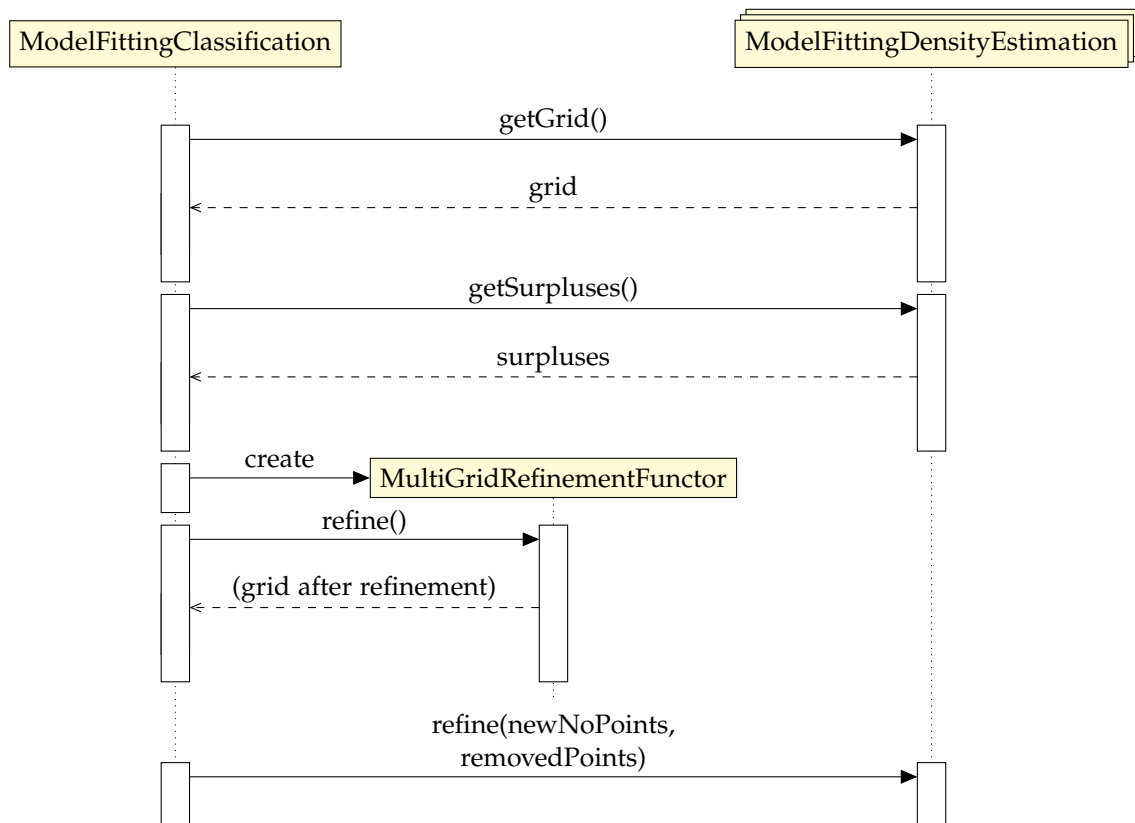 ModelFittingClassification
ModelFittingDensityEstimation
getGrid()
grid
getSurpluses()
surpluses
create
MultiGridRefinementFunctor
refine()
(grid after refinement)
refine(newNoPoints,
removedPoints)